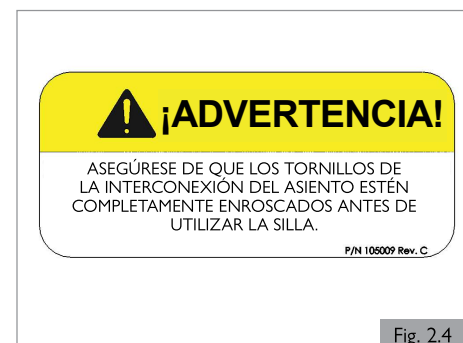 ¡ADVERTENCIA!
ASEGÚRESE DE QUE LOS TORNILLOS DE
LA INTERCONEXIÓN DEL ASIENTO ESTÉN
COMPLETAMENTE ENROSCADOS ANTES DE
UTILIZAR LA SILLA.
P/N 105009 Rev. C
Fig. 2.4